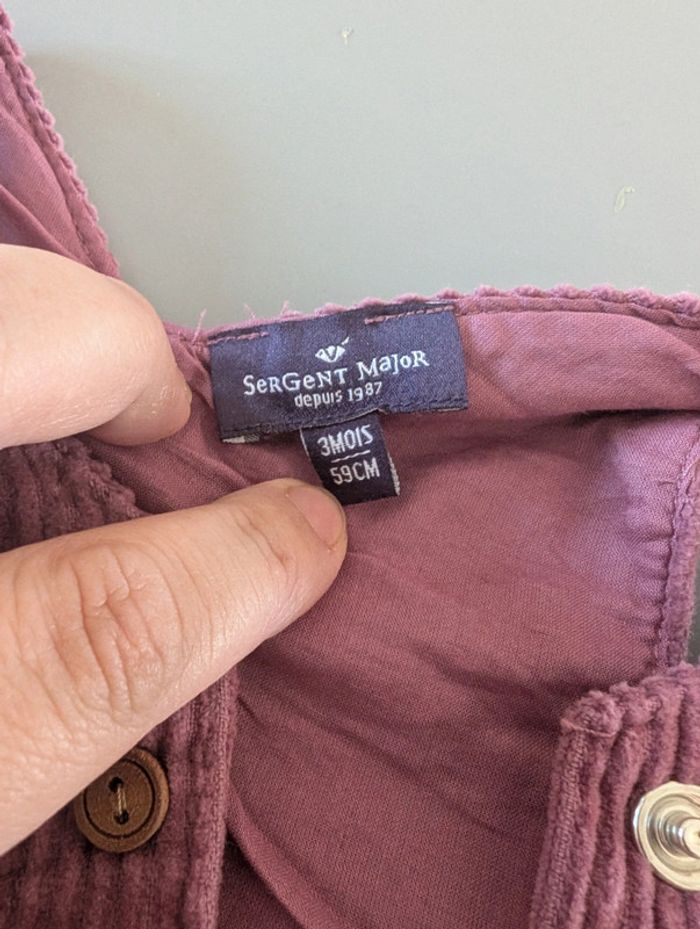 SerGeNT MaJoR
depuis 1987
3MOIS
59CM